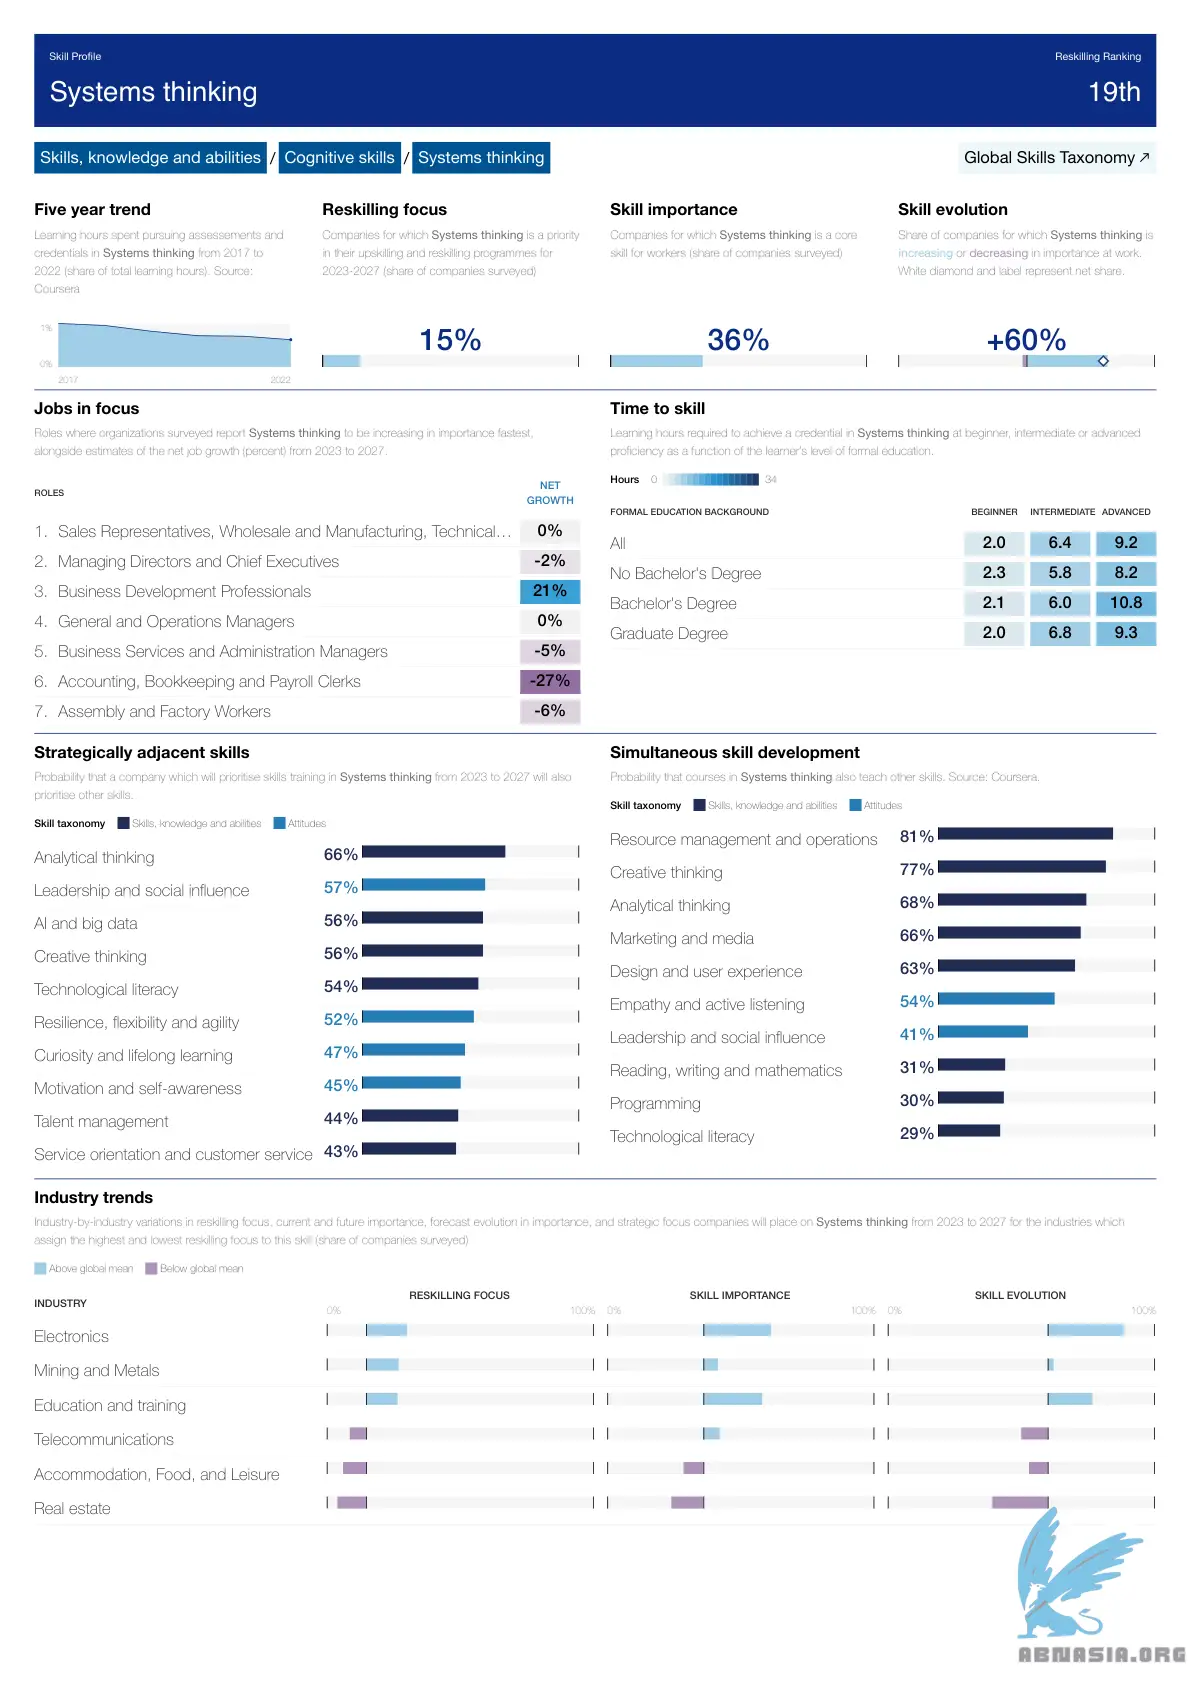 Skill Profile
Reskilling Ranking
Systems thinking
19th
Skills, knowledge and abilities / Cognitive skills / Systems thinking
Global Skills Taxonomy ↗
Five year trend
Learning hours spent pursuing assessements and
credentials in Systems thinking from 2017 to
2022 (share of total learning hours). Source:
Coursera
1%
0%
2017
2022
Reskilling focus
Companies for which Systems thinking is a priority
in their upskilling and reskilling programmes for
2023-2027 (share of companies surveyed)
15%
Skill importance
Companies for which Systems thinking is a core
skill for workers (share of companies surveyed)
36%
Skill evolution
Share of companies for which Systems thinking is
increasing or decreasing in importance at work.
White diamond and label represent net share.
+60%
Jobs in focus
Roles where organizations surveyed report Systems thinking to be increasing in importance fastest,
alongside estimates of the net job growth (percent) from 2023 to 2027.
ROLES
NET
GROWTH
1. Sales Representatives, Wholesale and Manufacturing, Technical… 0%
2. Managing Directors and Chief Executives -2%
3. Business Development Professionals 21%
4. General and Operations Managers 0%
5. Business Services and Administration Managers -5%
6. Accounting, Bookkeeping and Payroll Clerks -27%
7. Assembly and Factory Workers -6%
Time to skill
Learning hours required to achieve a credential in Systems thinking at beginner, intermediate or advanced
proficiency as a function of the learner's level of formal education.
Hours 0 34
FORMAL EDUCATION BACKGROUND BEGINNER INTERMEDIATE ADVANCED
All 2.0 6.4 9.2
No Bachelor's Degree 2.3 5.8 8.2
Bachelor's Degree 2.1 6.0 10.8
Graduate Degree 2.0 6.8 9.3
Strategically adjacent skills
Probability that a company which will prioritise skills training in Systems thinking from 2023 to 2027 will also
prioritise other skills.
Skill taxonomy Skills, knowledge and abilities Attitudes
Analytical thinking 66%
Leadership and social influence 57%
AI and big data 56%
Creative thinking 56%
Technological literacy 54%
Resilience, flexibility and agility 52%
Curiosity and lifelong learning 47%
Motivation and self-awareness 45%
Talent management 44%
Service orientation and customer service 43%
Simultaneous skill development
Probability that courses in Systems thinking also teach other skills. Source: Coursera.
Skill taxonomy Skills, knowledge and abilities Attitudes
Resource management and operations 81%
Creative thinking 77%
Analytical thinking 68%
Marketing and media 66%
Design and user experience 63%
Empathy and active listening 54%
Leadership and social influence 41%
Reading, writing and mathematics 31%
Programming 30%
Technological literacy 29%
Industry trends
Industry-by-industry variations in reskilling focus, current and future importance, forecast evolution in importance, and strategic focus companies will place on Systems thinking from 2023 to 2027 for the industries which
assign the highest and lowest reskilling focus to this skill (share of companies surveyed)
Above global mean Below global mean
INDUSTRY RESKILLING FOCUS SKILL IMPORTANCE SKILL EVOLUTION
0% 100% 0% 100% 0% 100%
Electronics
Mining and Metals
Education and training
Telecommunications
Accommodation, Food, and Leisure
Real estate
ABNASIA.ORG